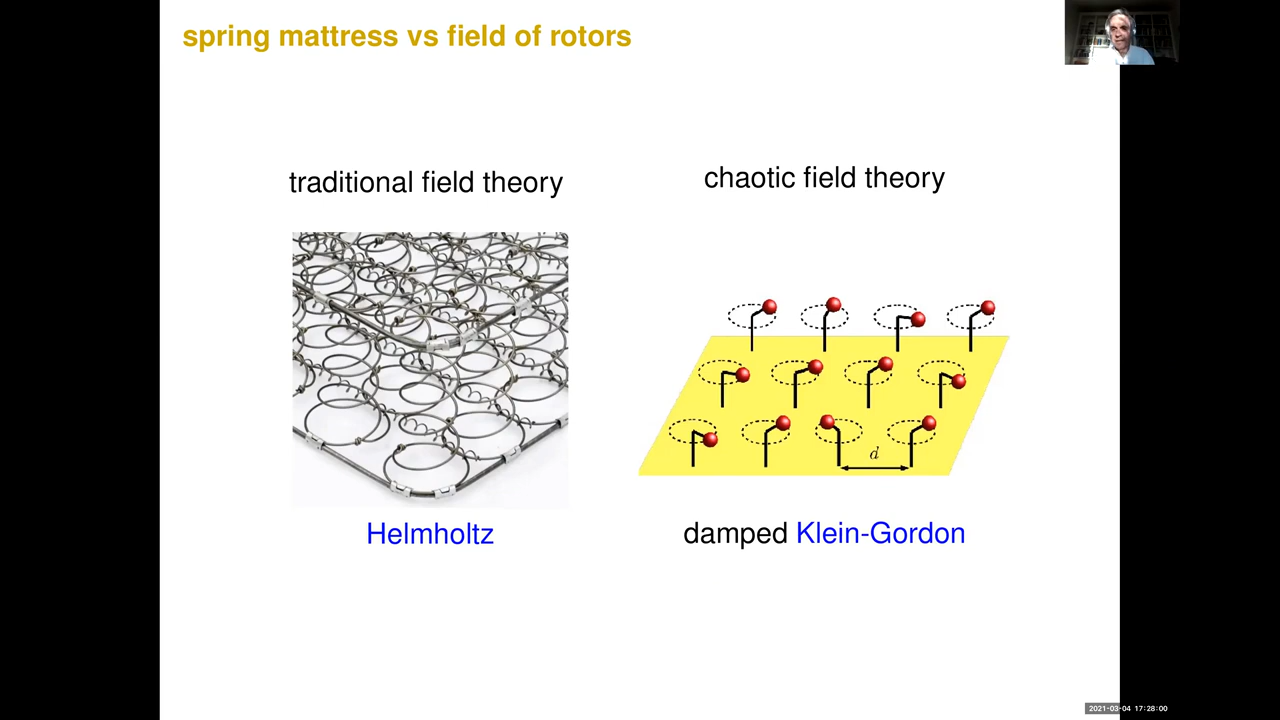 spring mattress vs field of rotors
traditional field theory
chaotic field theory
d
Helmholtz
damped Klein-Gordon
2021-03-04 17:28:00